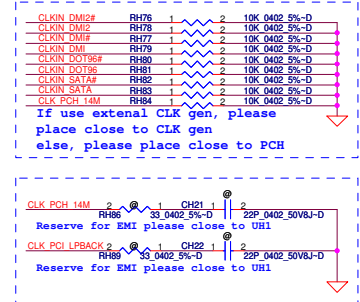 CLKIN_DMI2# RH76 1 2 10K_0402_5%~D
CLKIN_DMI2 RH78 1 2 10K_0402_5%~D
CLKIN_DMI# RH77 1 2 10K_0402_5%~D
CLKIN_DMI RH79 1 2 10K_0402_5%~D
CLKIN_DOT96# RH80 1 2 10K_0402_5%~D
CLKIN_DOT96 RH81 1 2 10K_0402_5%~D
CLKIN_SATA# RH82 1 2 10K_0402_5%~D
CLKIN_SATA RH83 1 2 10K_0402_5%~D
CLK_PCH_14M RH84 1 2 10K_0402_5%~D
If use extenal CLK gen, please
place close to CLK gen
else, please place close to PCH
@
CLK_PCH_14M 2 @ 1 CH21 1 2
RH86 33_0402_5%~D 22P_0402_50V8J~D
Reserve for EMI please close to UH1
@
CLK_PCI_LPBACK 2 @ 1 CH22 1 2
RH89 33_0402_5%~D 22P_0402_50V8J~D
Reserve for EMI please close to UH1